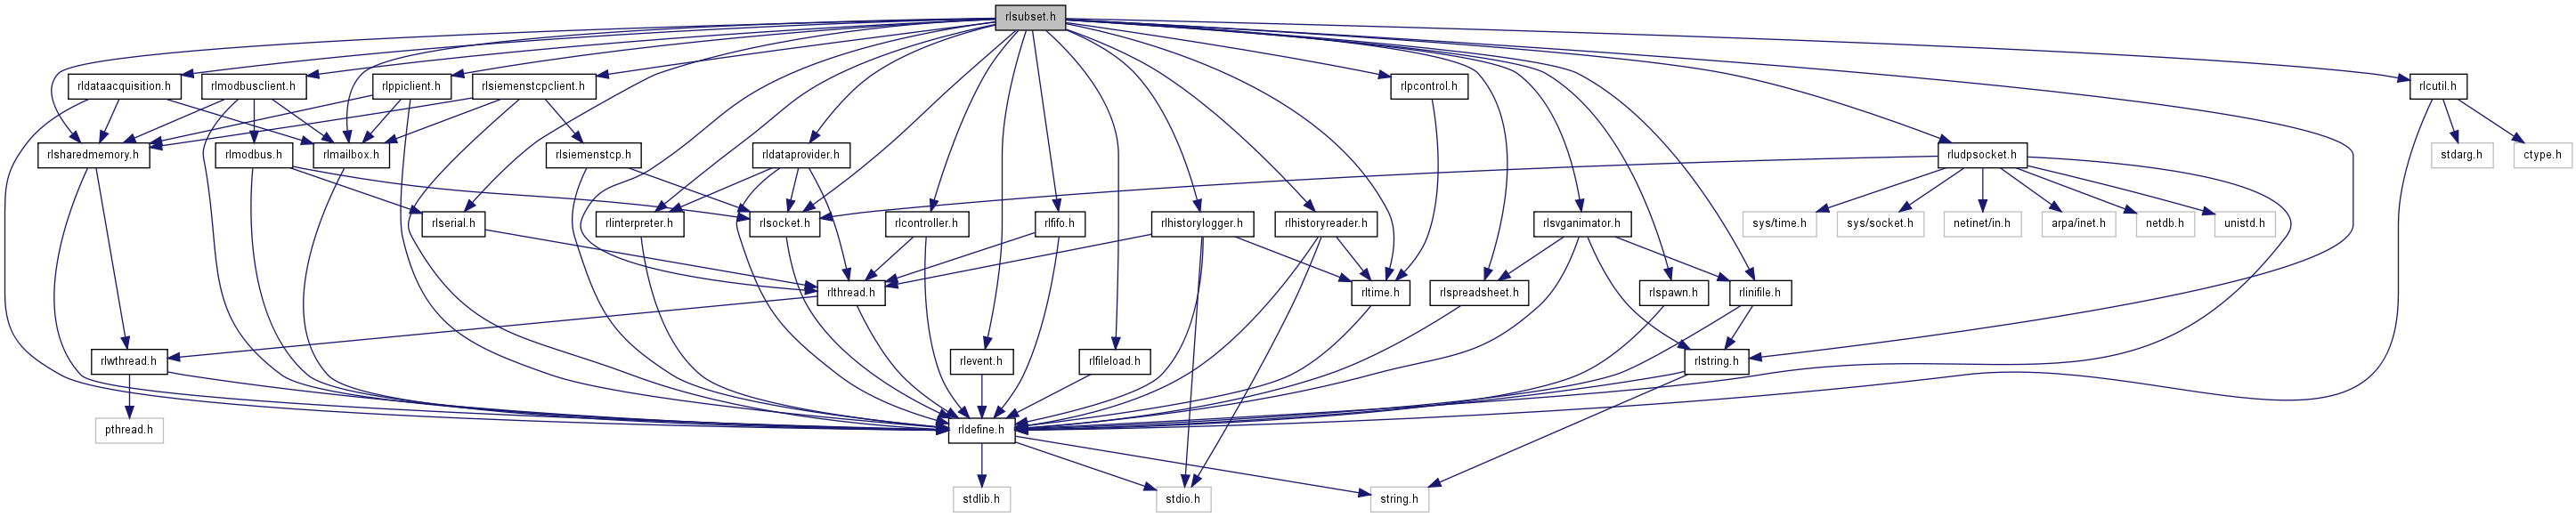 rlsubset.h
rldataacquisition.h
rlmodbusclient.h
rlppiclient.h
rlsiemenstcpclient.h
rlpcontrol.h
rlcutil.h
rlsharedmemory.h
rlmodbus.h
rlmailbox.h
rlsiemenstcp.h
rldataprovider.h
rludpsocket.h
stdarg.h
ctype.h
rlserial.h
rlinterpreter.h
rlsocket.h
rlcontroller.h
rlfifo.h
rlhistorylogger.h
rlhistoryreader.h
rlsvganimator.h
sys/time.h
sys/socket.h
netinet/in.h
arpa/inet.h
netdb.h
unistd.h
rlthread.h
rltime.h
rlspreadsheet.h
rlspawn.h
rlinifile.h
rlwthread.h
rlevent.h
rlfileload.h
rlstring.h
pthread.h
rldefine.h
stdlib.h
stdio.h
string.h